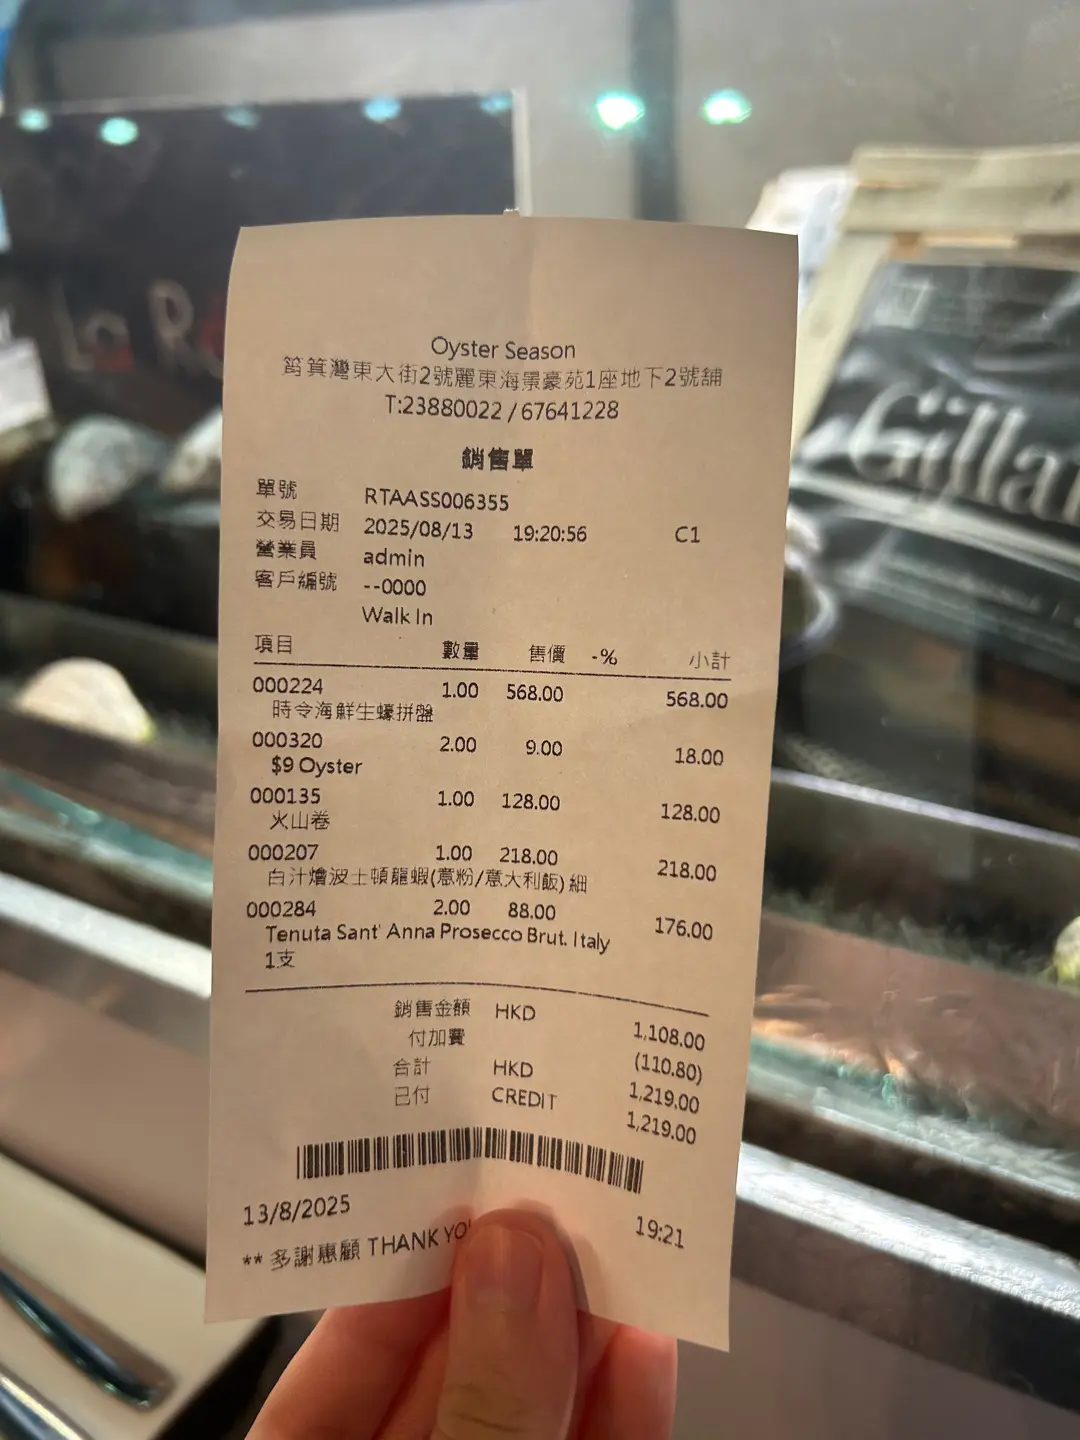 La R
Gillar
Oyster Season
筲箕灣東大街2號麗東海景豪苑1座地下2號舖
T:23880022 / 67641228
銷售單
單號 RTAASS006355
交易日期 2025/08/13 19:20:56 C1
營業員 admin
客戶編號 --0000
Walk In
項目 數量 售價 -% 小計
000224 1.00 568.00 568.00
時令海鮮生蠔拼盤
000320 2.00 9.00 18.00
$9 Oyster
000135 1.00 128.00 128.00
火山卷
000207 1.00 218.00 218.00
白汁燴波士頓龍蝦(意粉/意大利飯) 細
000284 2.00 88.00 176.00
Tenuta Sant' Anna Prosecco Brut. Italy
1支
銷售金額 HKD 1,108.00
付加費 (110.80)
合計 HKD 1,219.00
已付 CREDIT 1,219.00
13/8/2025 19:21
** 多謝惠顧 THANK YO